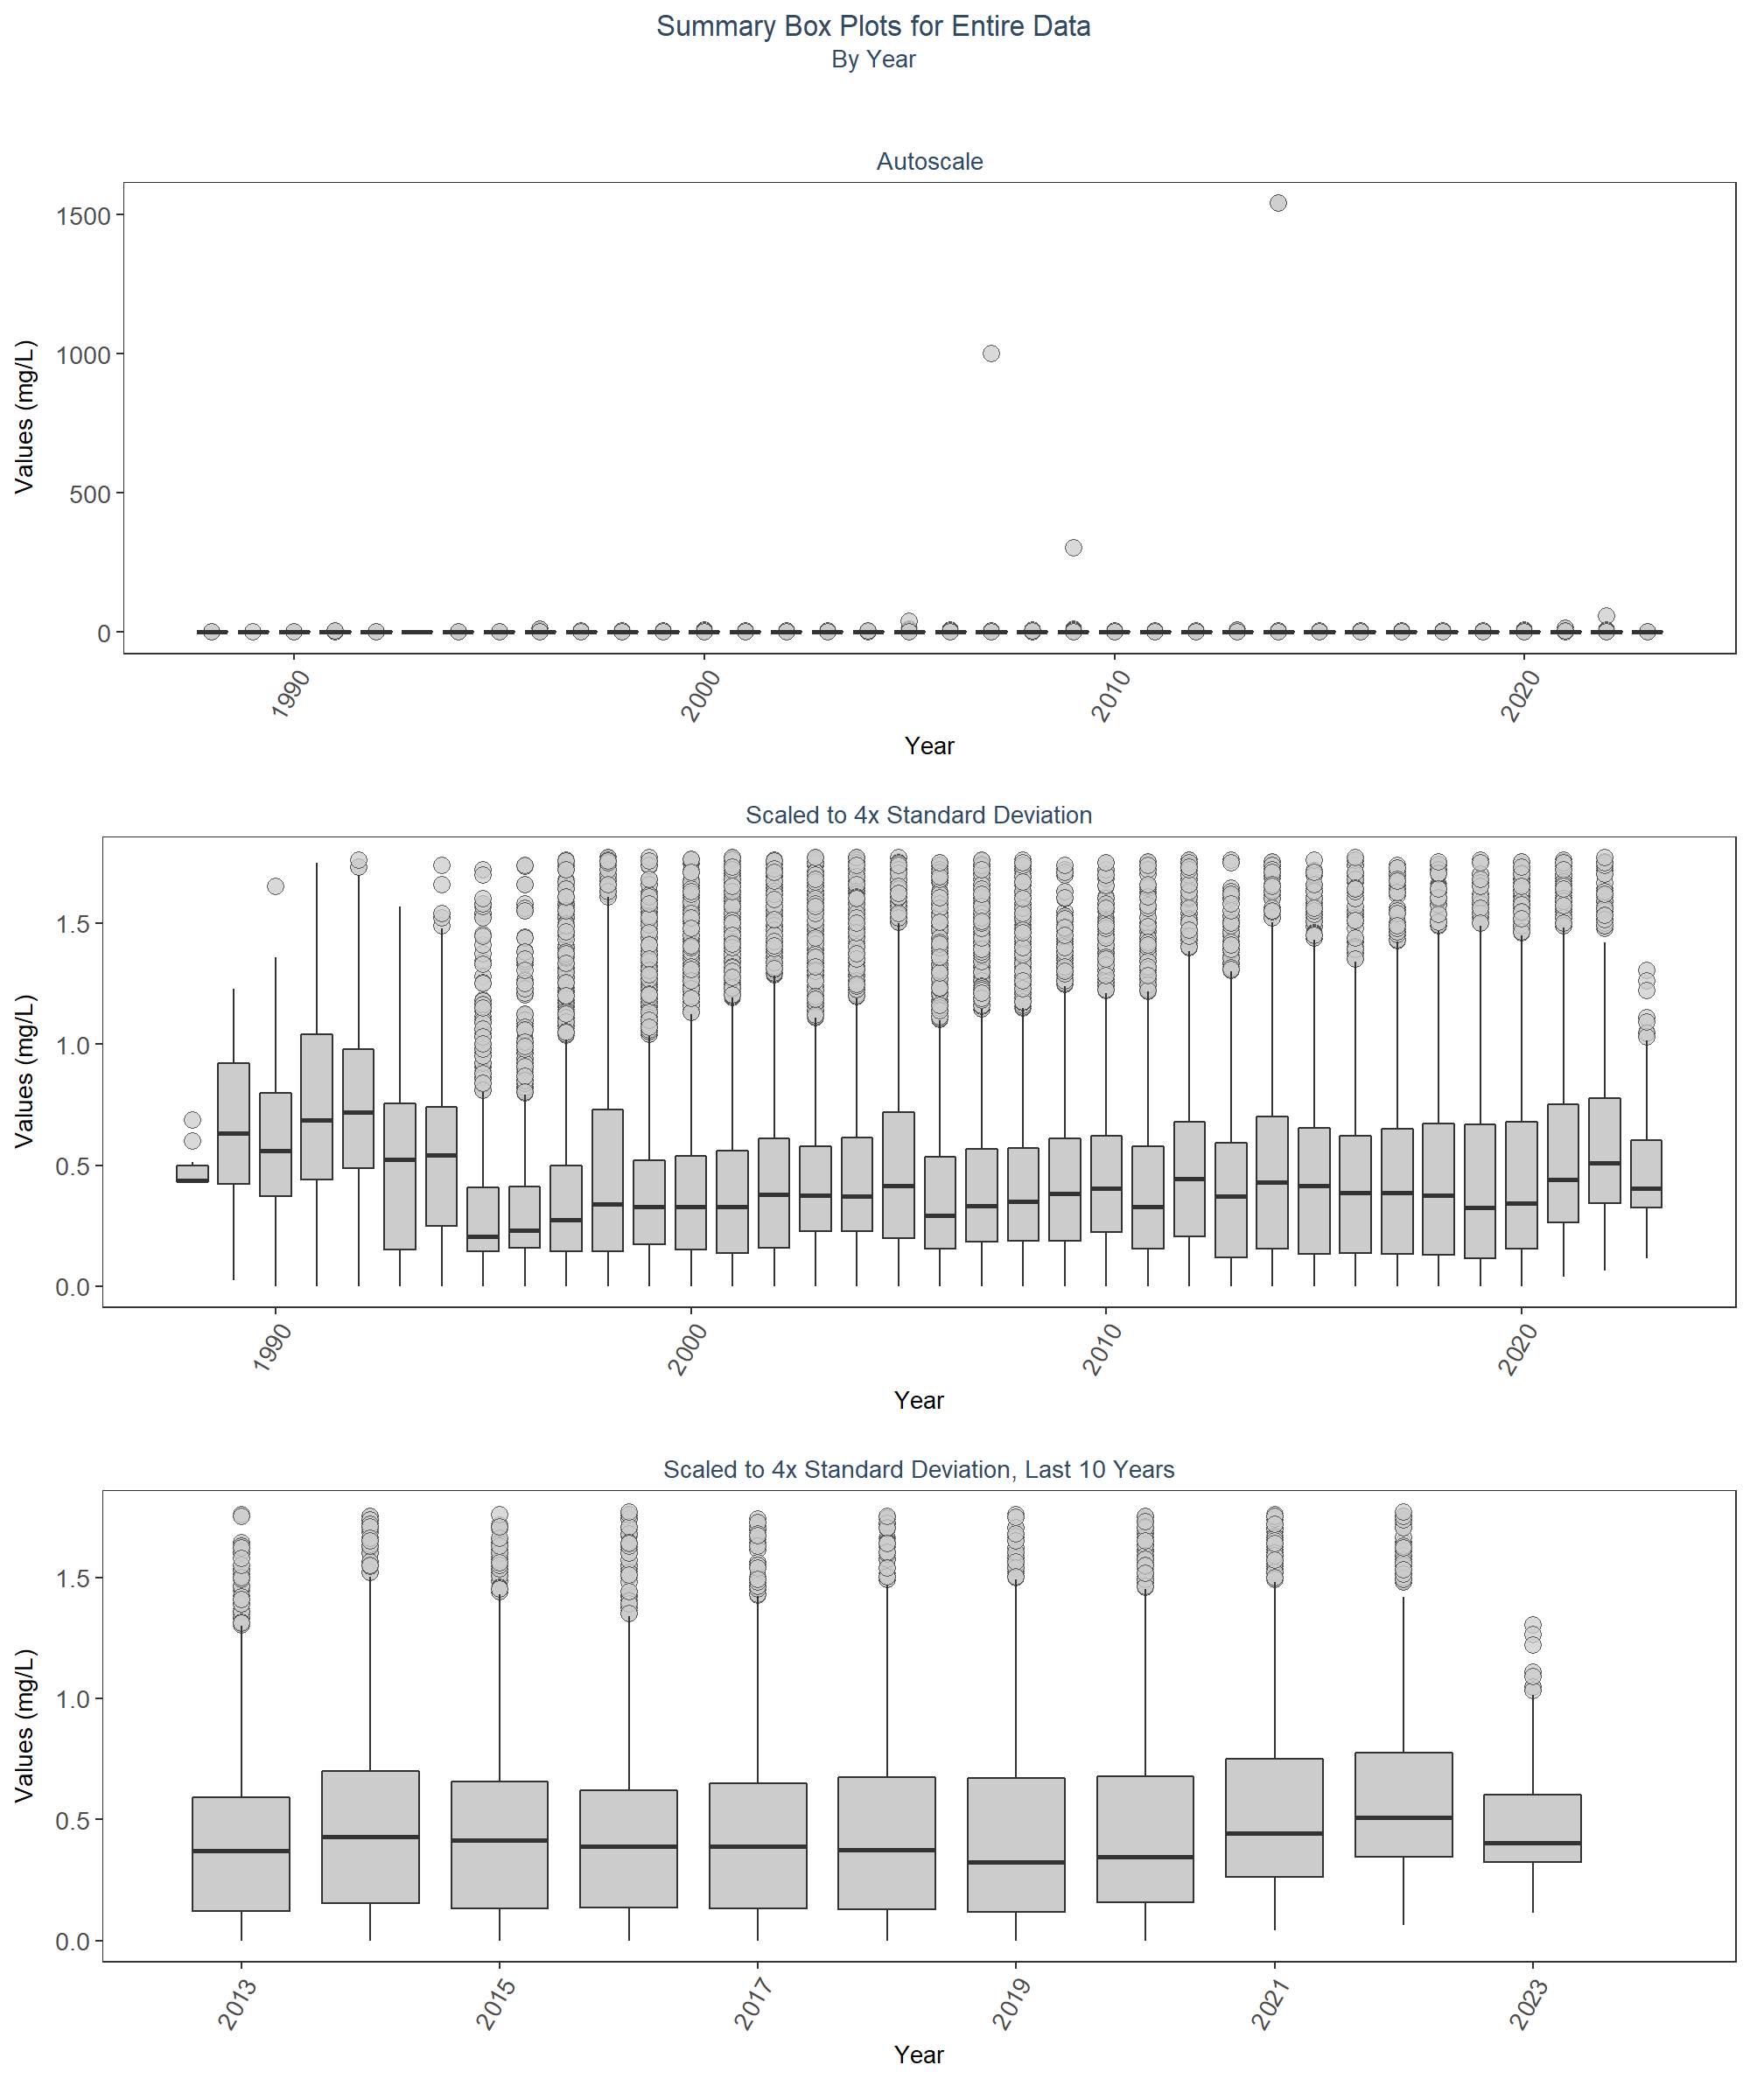 Summary Box Plots for Entire Data
By Year
Autoscale
Values (mg/L)
1500
1000
500
0
1990
2000
2010
2020
Year
Scaled to 4x Standard Deviation
Values (mg/L)
1.5
1.0
0.5
0.0
1990
2000
2010
2020
Year
Scaled to 4x Standard Deviation, Last 10 Years
Values (mg/L)
1.5
1.0
0.5
0.0
2013
2015
2017
2019
2021
2023
Year